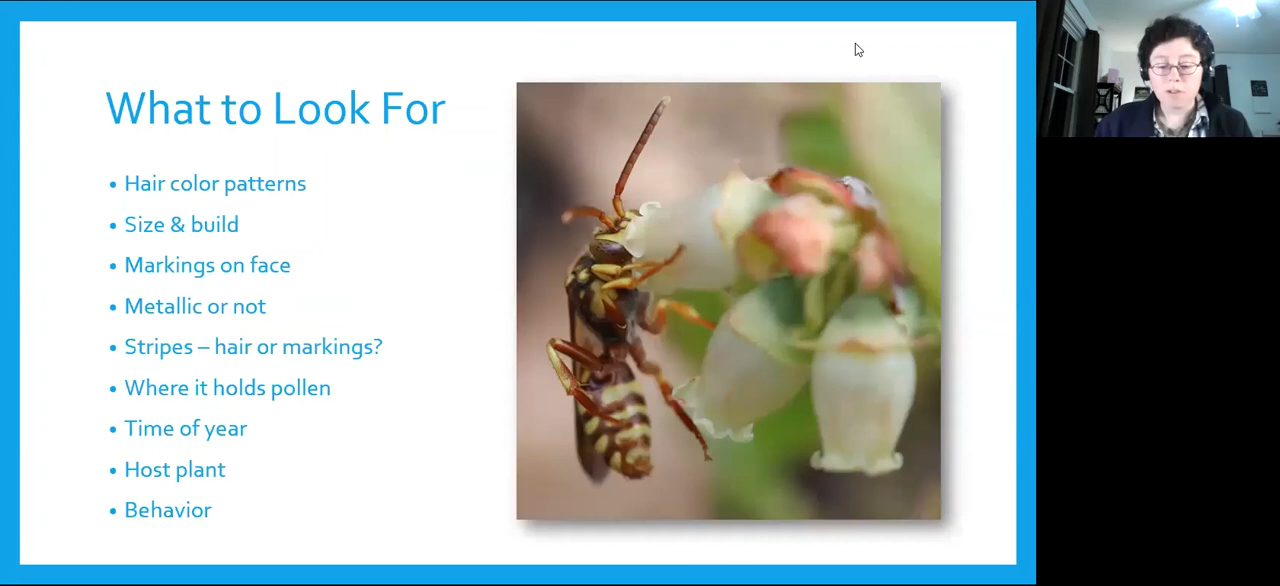 What to Look For
• Hair color patterns
• Size & build
• Markings on face
• Metallic or not
• Stripes – hair or markings?
• Where it holds pollen
• Time of year
• Host plant
• Behavior